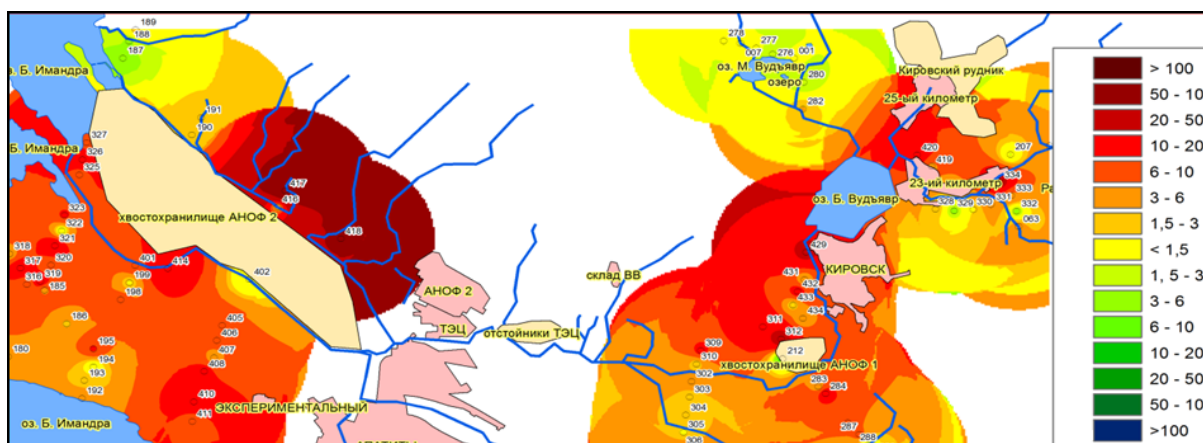 189
188
187
278
277
007
276
001
280
282
оз. М. Вудъявр
озеро
Кировский рудник
25-ый километр
з. Б. Имандра
191
190
327
326
325
Б. Имандра
417
416
418
хвостохранилище АНОФ 2
420
419
207
334
333
23-ий километр
331
332
330
329
328
063
Ра
оз. Б. Вудъявр
323
322
321
320
319
318
317
316
185
401
414
199
198
402
склад ВВ
429
КИРОВСК
431
432
433
434
АНОФ 2
ТЭЦ
отстойники ТЭЦ
186
180
195
194
193
192
405
406
407
408
410
411
311
312
309
310
212
хвостохранилище АНОФ 1
302
303
304
305
306
283
284
287
288
ЭКСПЕРИМЕНТАЛЬНЫЙ
оз. Б. Имандра
> 100
50 - 10
20 - 50
10 - 20
6 - 10
3 - 6
1,5 - 3
< 1,5
1, 5 - 3
3 - 6
6 - 10
10 - 20
20 - 50
50 - 10
>100